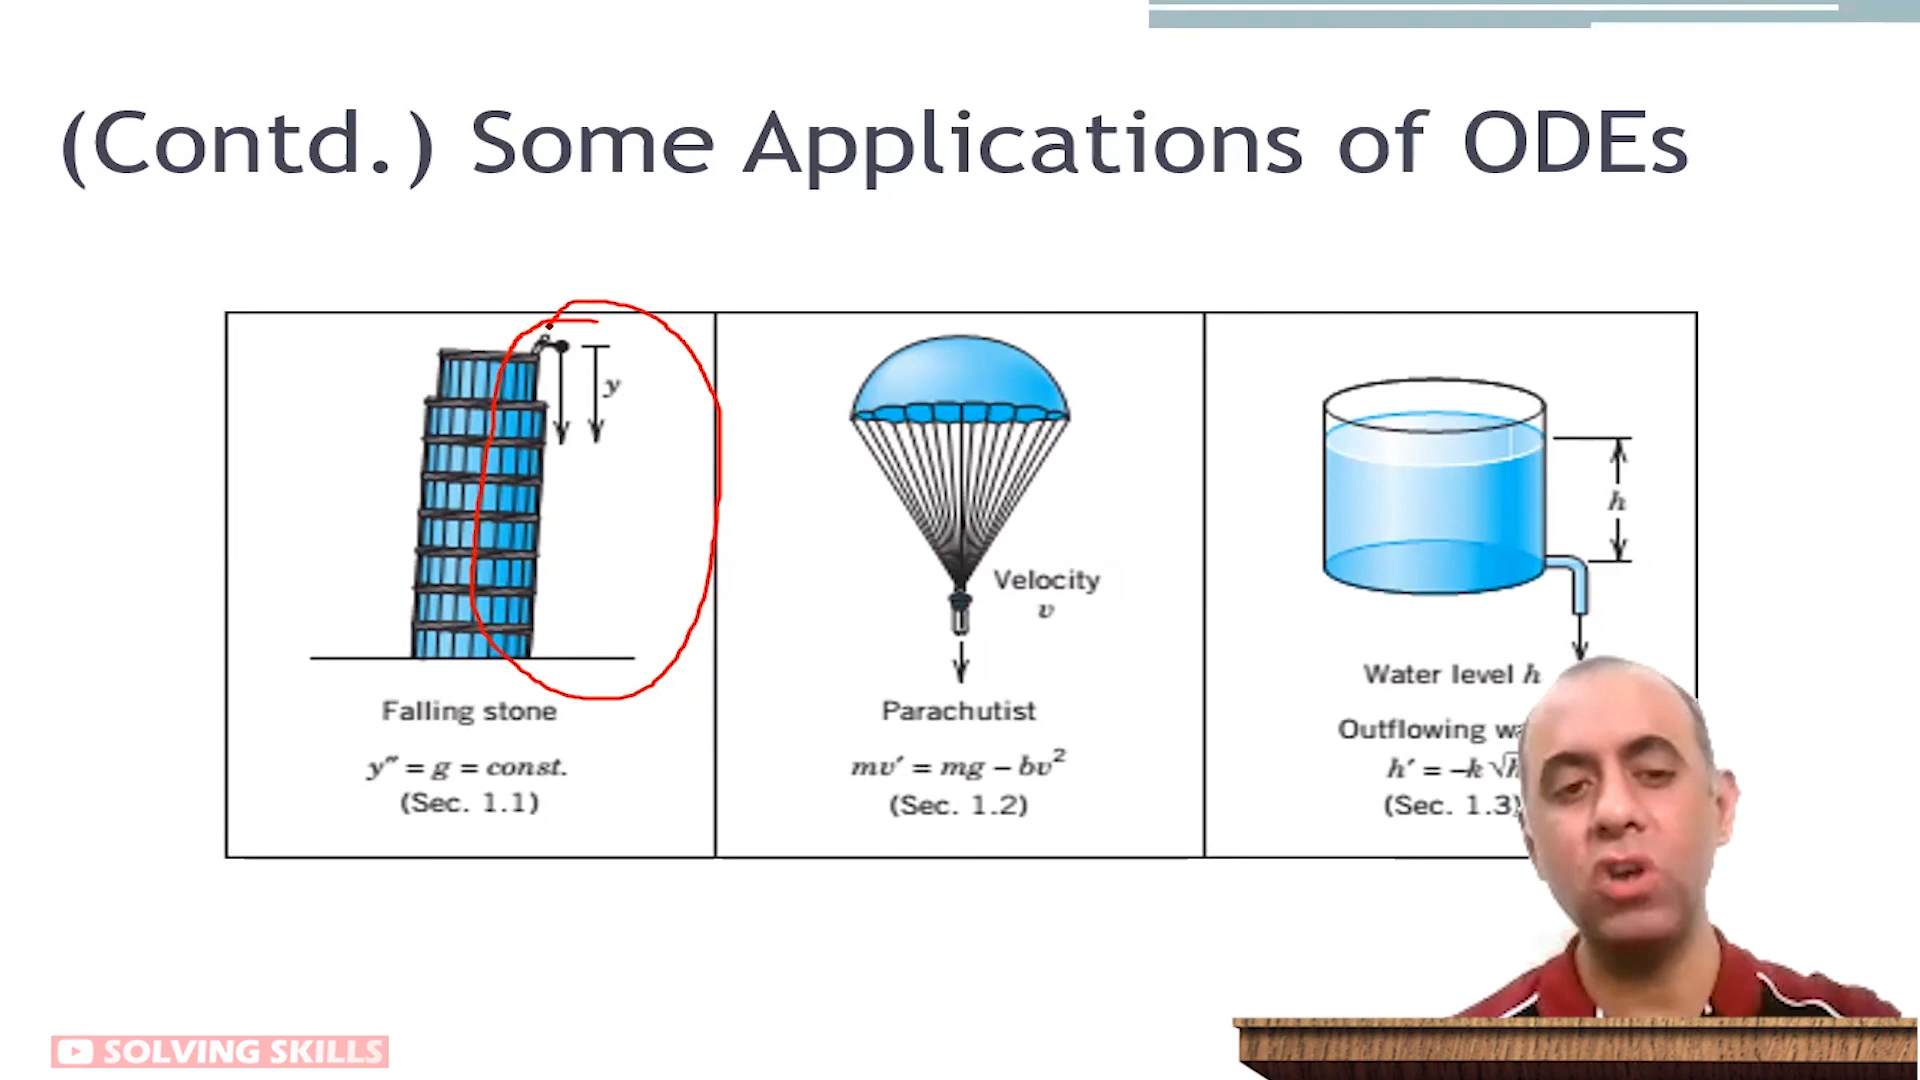 (Contd.) Some Applications of ODEs
y
Falling stone
y″ = g = const.
(Sec. 1.1)
Velocity
v
Parachutist
mv′ = mg – bv²
(Sec. 1.2)
h
Water level h
Outflowing
h′ = –k√h
(Sec. 1.3)
SOLVING SKILLS